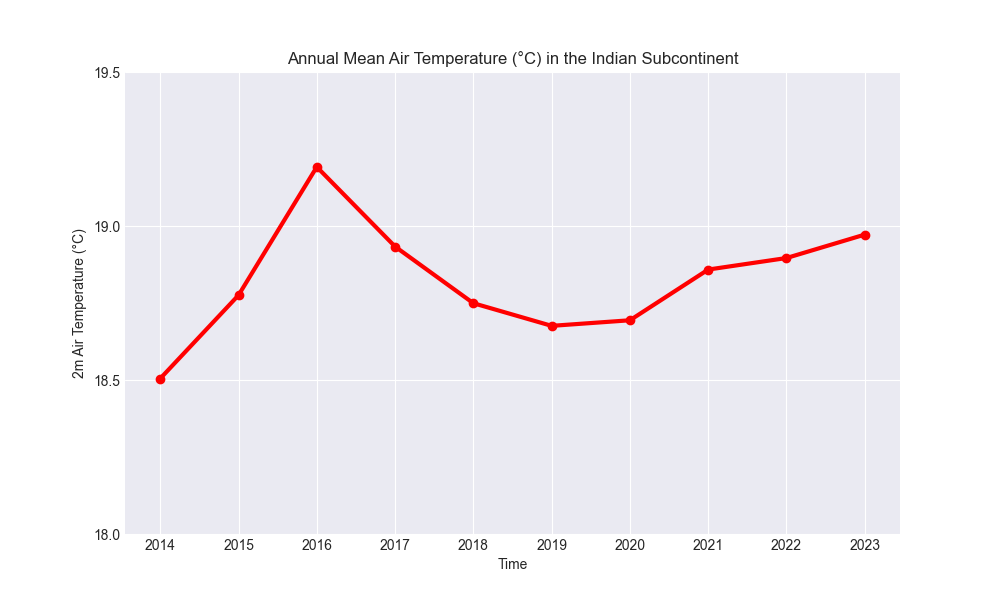 Annual Mean Air Temperature (°C) in the Indian Subcontinent
19.5
19.0
18.5
18.0
2m Air Temperature (°C)
2014 2015 2016 2017 2018 2019 2020 2021 2022 2023
Time